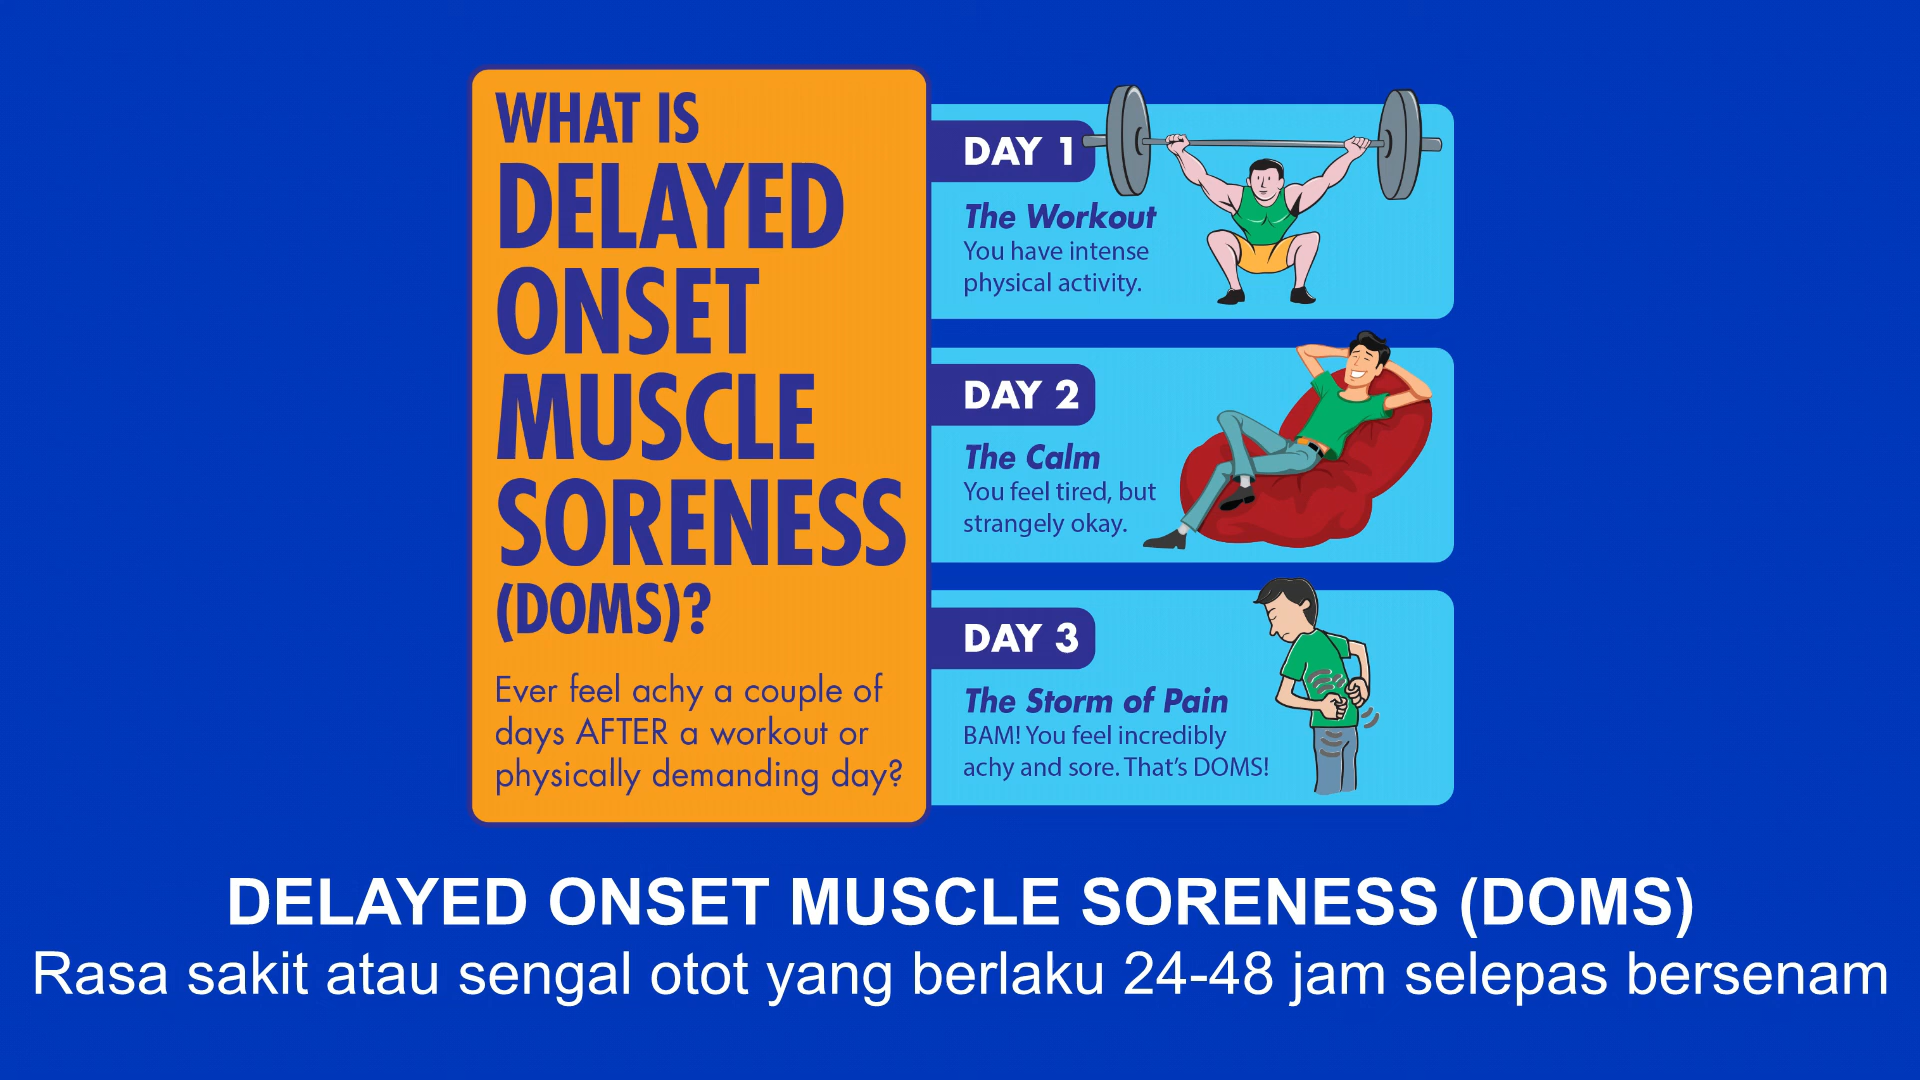 WHAT IS
DELAYED
ONSET
MUSCLE
SORENESS
(DOMS)?
Ever feel achy a couple of
days AFTER a workout or
physically demanding day?
DAY 1
The Workout
You have intense
physical activity.
DAY 2
The Calm
You feel tired, but
strangely okay.
DAY 3
The Storm of Pain
BAM! You feel incredibly
achy and sore. That's DOMS!
DELAYED ONSET MUSCLE SORENESS (DOMS)
Rasa sakit atau sengal otot yang berlaku 24-48 jam selepas bersenam